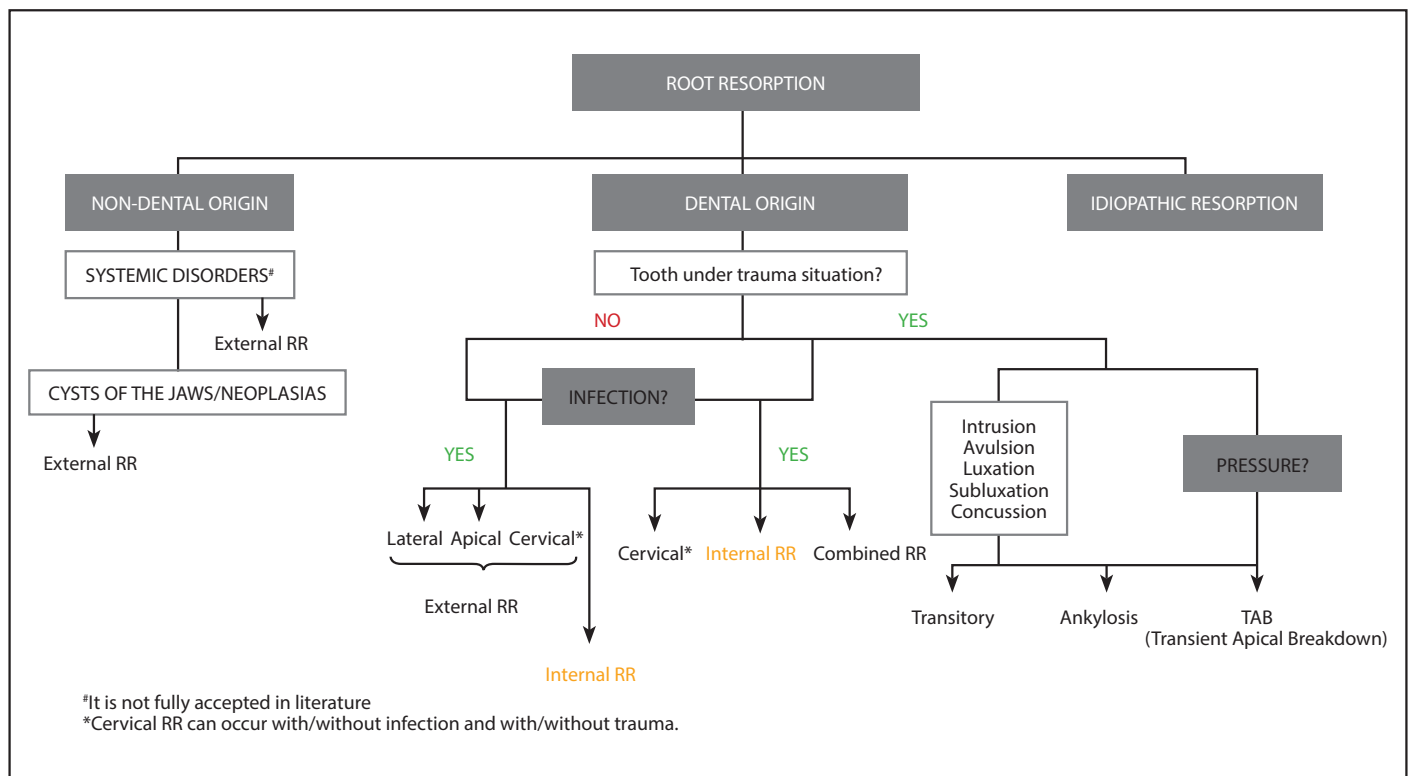 ROOT RESORPTION
NON-DENTAL ORIGIN
DENTAL ORIGIN
IDIOPATHIC RESORPTION
SYSTEMIC DISORDERS#
External RR
CYSTS OF THE JAWS/NEOPLASIAS
External RR
Tooth under trauma situation?
NO
YES
INFECTION?
YES
YES
Lateral Apical Cervical*
External RR
Internal RR
Cervical* Internal RR Combined RR
Intrusion
Avulsion
Luxation
Subluxation
Concussion
PRESSURE?
Transitory
Ankylosis
TAB
(Transient Apical Breakdown)
#It is not fully accepted in literature
*Cervical RR can occur with/without infection and with/without trauma.